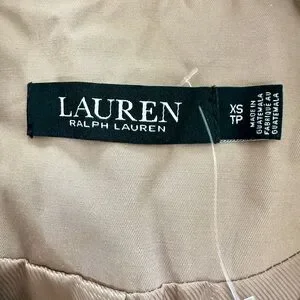 LAUREN
RALPH LAUREN
XS
TP
MADE IN
GUATEMALA
FABRIQUÉ AU
GUATEMALA